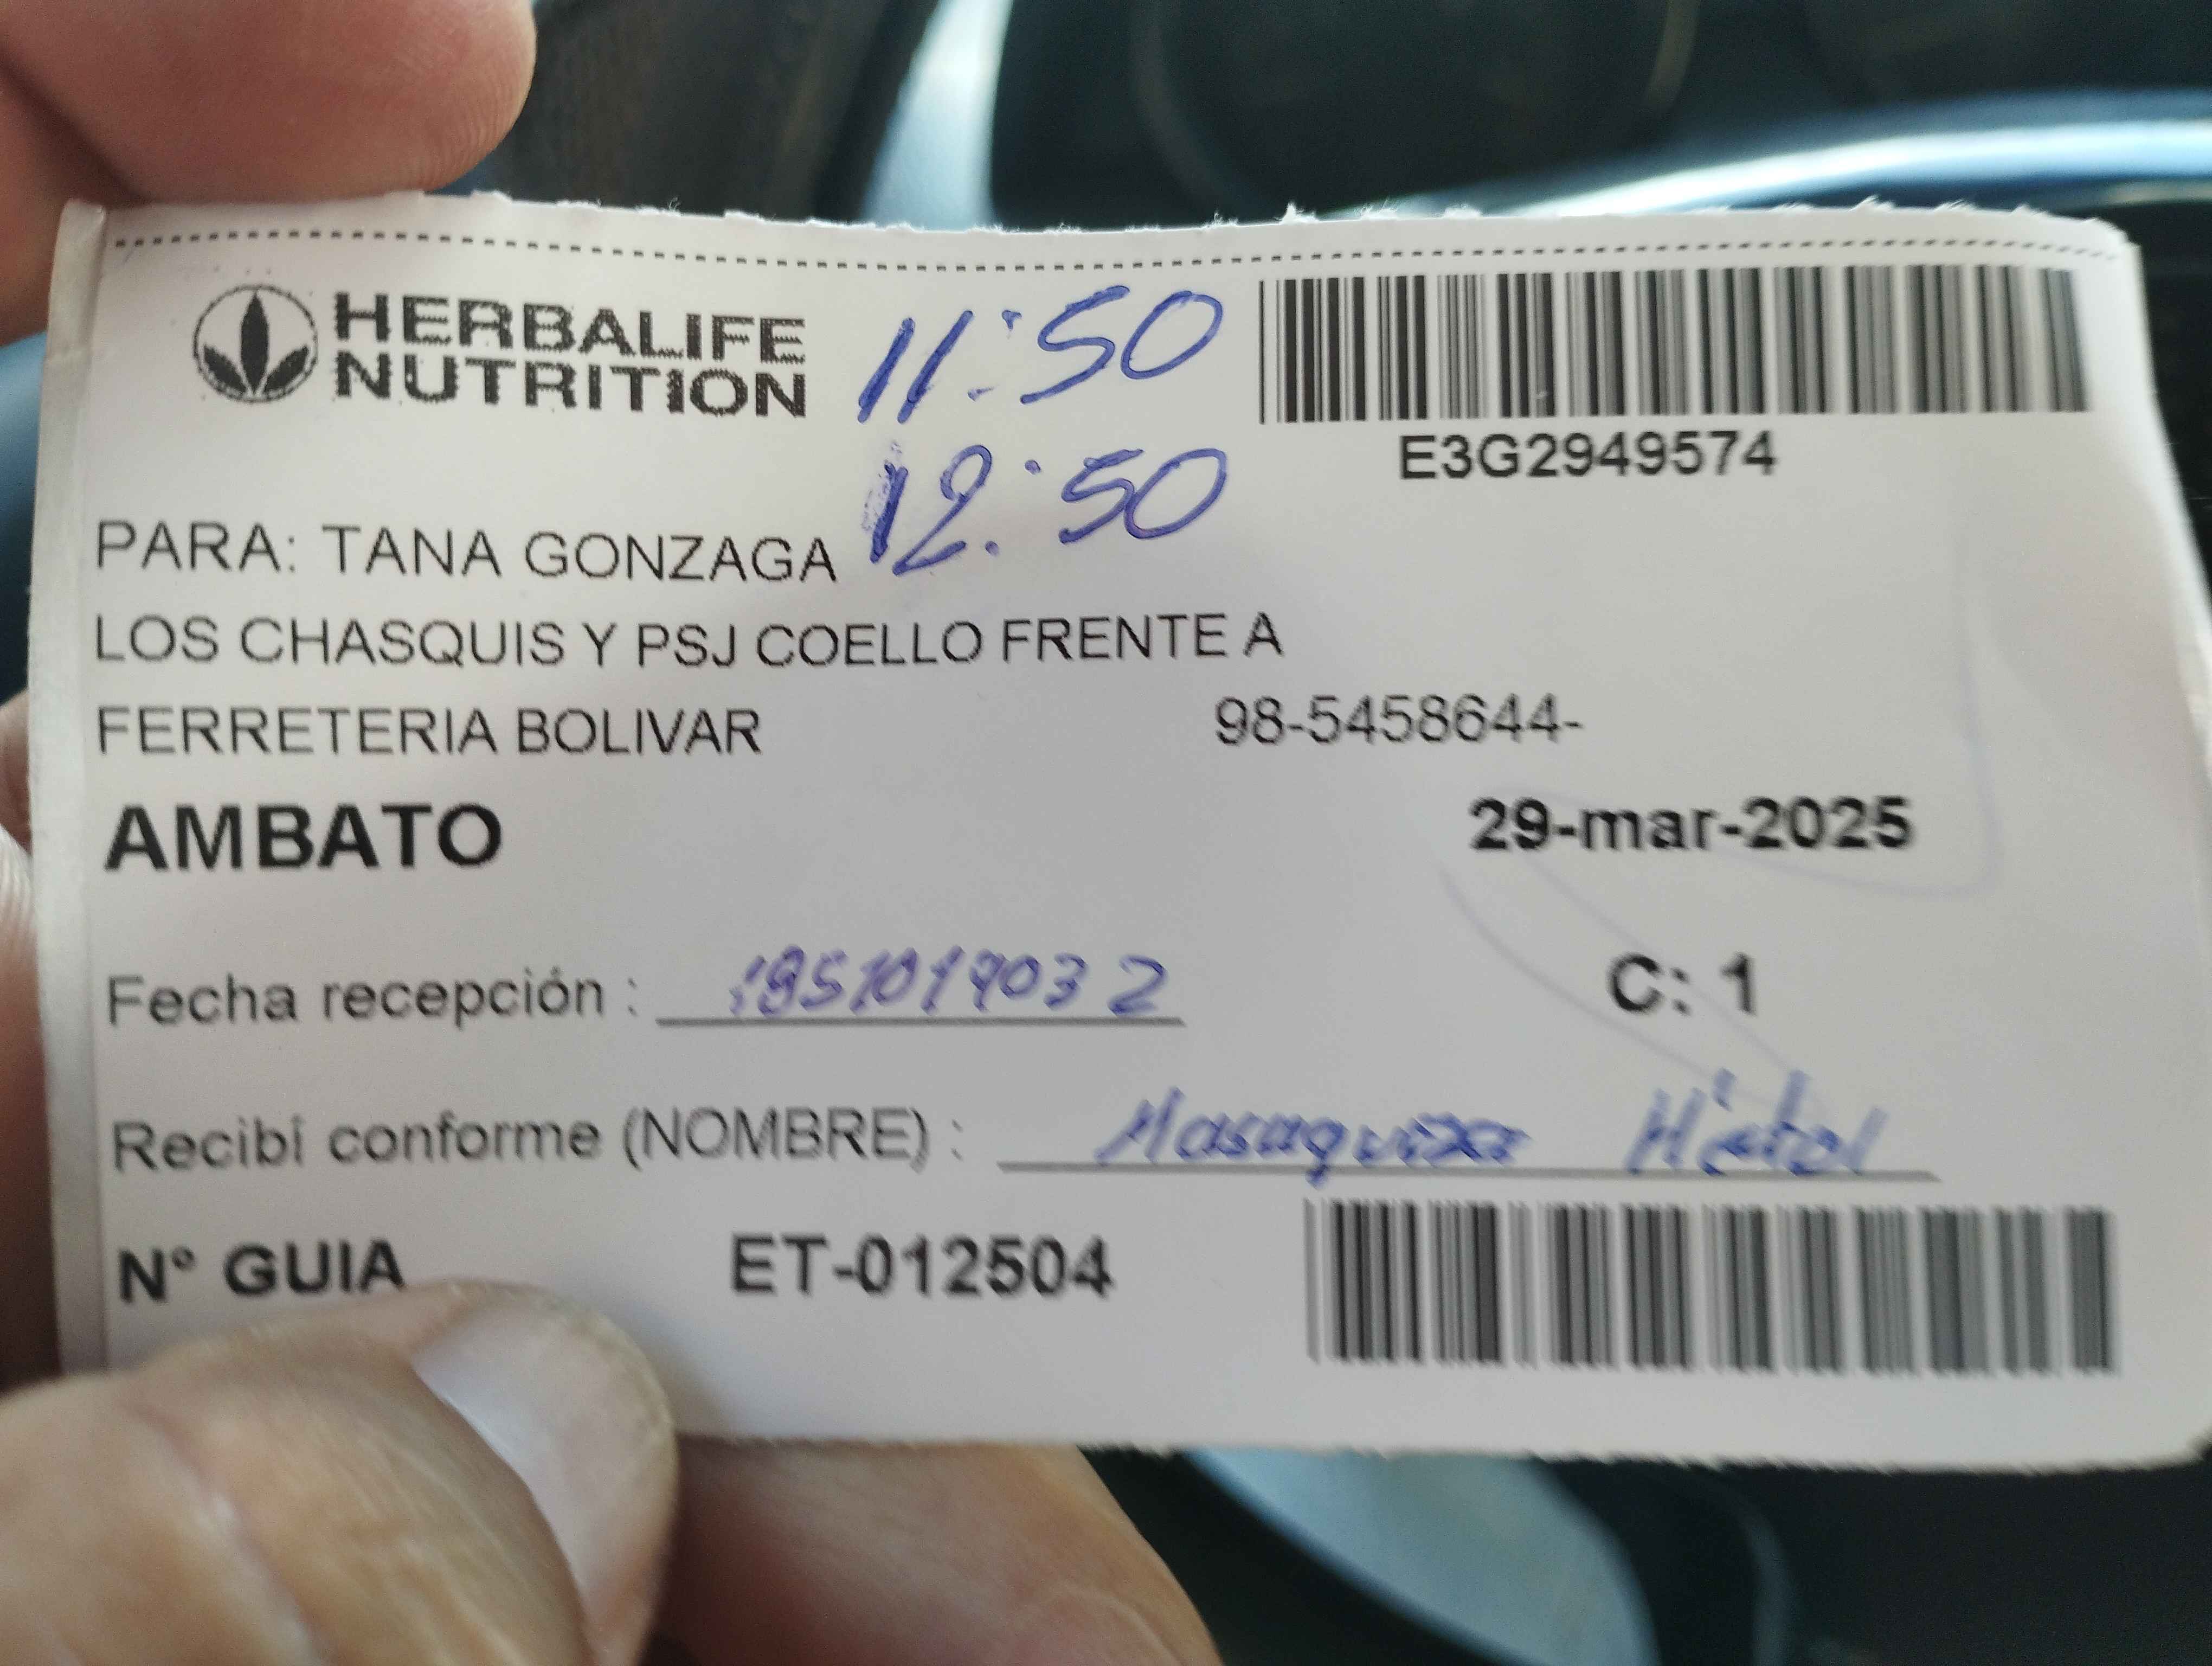 HERBALIFE
NUTRITION
11:50
12:50
E3G2949574
PARA: TANA GONZAGA
LOS CHASQUIS Y PSJ COELLO FRENTE A
FERRETERIA BOLIVAR 98-5458644-
AMBATO 29-mar-2025
Fecha recepción :
C: 1
Recibí conforme (NOMBRE) : Masaquiza
N° GUIA ET-012504